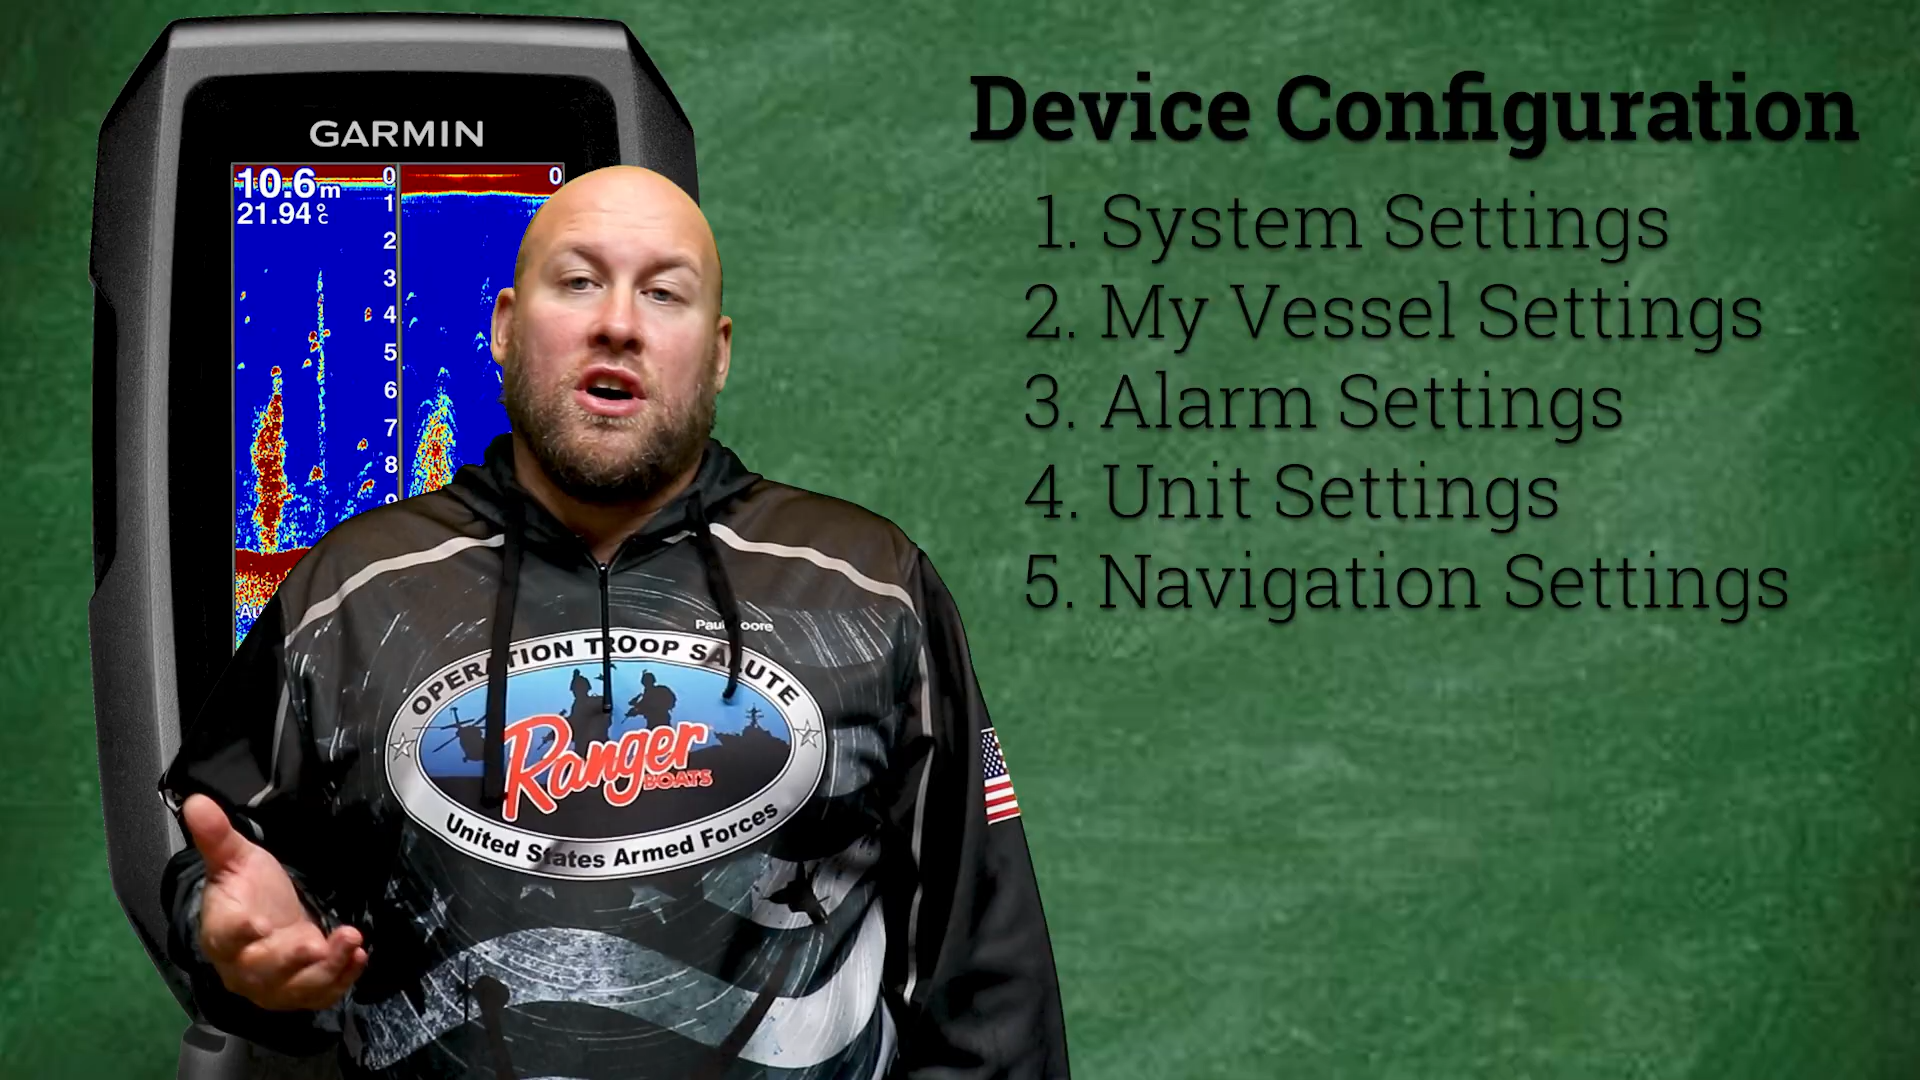 GARMIN
10.6m
21.94°C
0
1
2
3
4
5
6
7
8
0
Device Configuration
1. System Settings
2. My Vessel Settings
3. Alarm Settings
4. Unit Settings
5. Navigation Settings
OPERATION TROOP SALUTE
Ranger
BOATS
United States Armed Forces